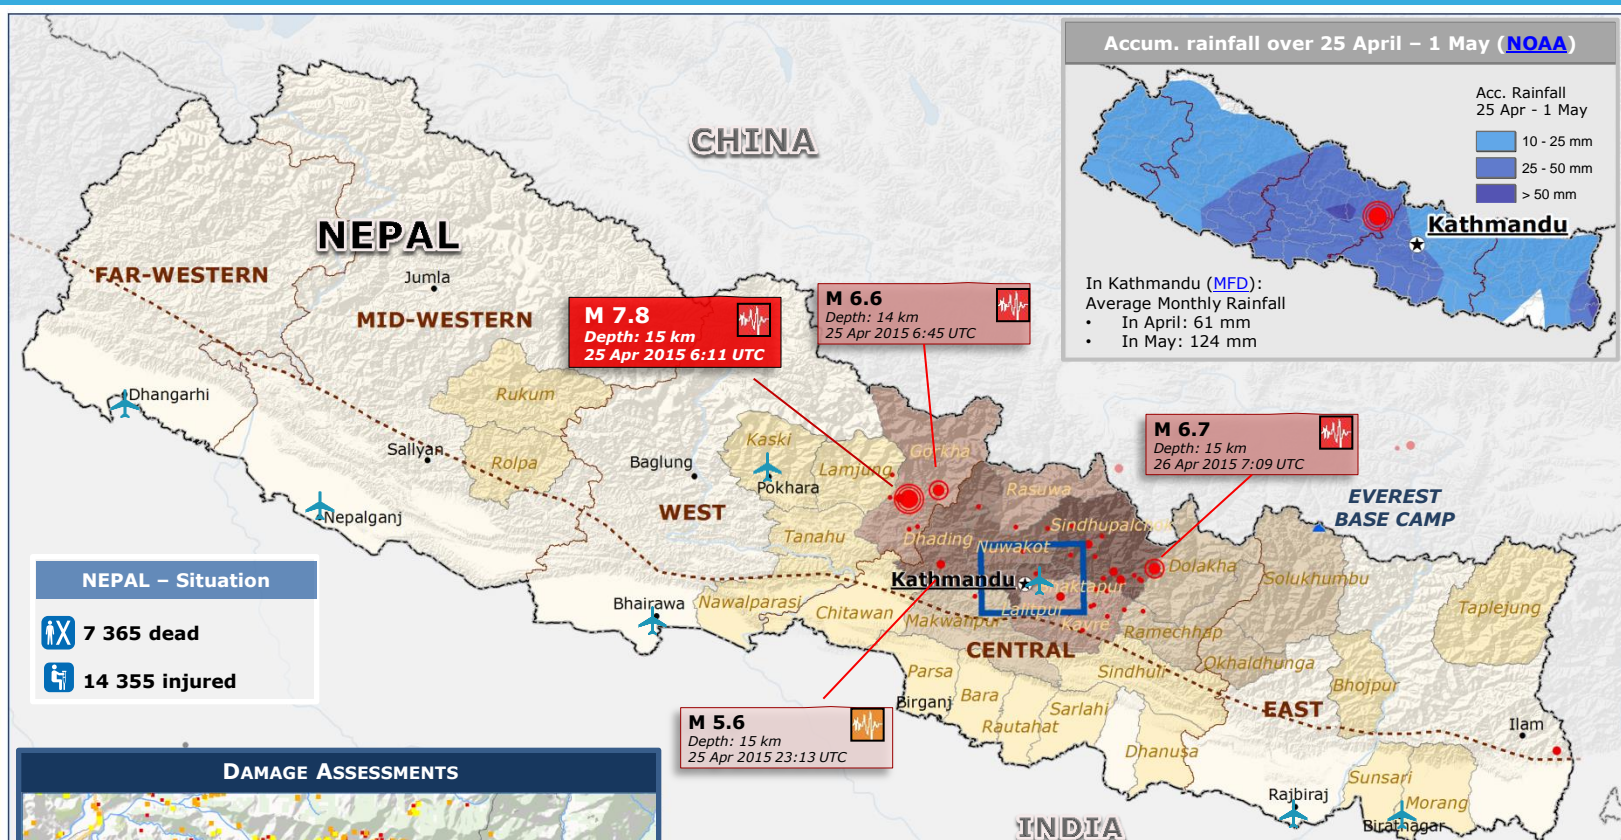 Accum. rainfall over 25 April – 1 May (NOAA)
Acc. Rainfall
25 Apr - 1 May
10 - 25 mm
25 - 50 mm
> 50 mm
Kathmandu
In Kathmandu (MFD):
Average Monthly Rainfall
• In April: 61 mm
• In May: 124 mm
CHINA
NEPAL
FAR-WESTERN
Jumla
MID-WESTERN
M 7.8
Depth: 15 km
25 Apr 2015 6:11 UTC
M 6.6
Depth: 14 km
25 Apr 2015 6:45 UTC
M 6.7
Depth: 15 km
26 Apr 2015 7:09 UTC
Dhangarhi
Rukum
Sallyan
Rolpa
Baglung
Kaski
Pokhara
Lamjung
Gorkha
Rasuwa
Sindhupalchok
EVEREST
BASE CAMP
Nepalganj
WEST
Tanahu
Dhading
Nuwakot
Dolakha
Solukhumbu
Taplejung
Kathmandu
Bhaktapur
Lalitpur
Kavre
NEPAL – Situation
7 365 dead
14 355 injured
Bhairawa
Nawalparasi
Chitawan
Makwanpur
Ramechhap
CENTRAL
Sindhuli
Okhaldhunga
Bhojpur
Parsa
Birganj
Bara
Rautahat
Sarlahi
Dhanusa
EAST
Ilam
M 5.6
Depth: 15 km
25 Apr 2015 23:13 UTC
DAMAGE ASSESSMENTS
Sunsari
Rajbiraj
Morang
Biratnagar
INDIA